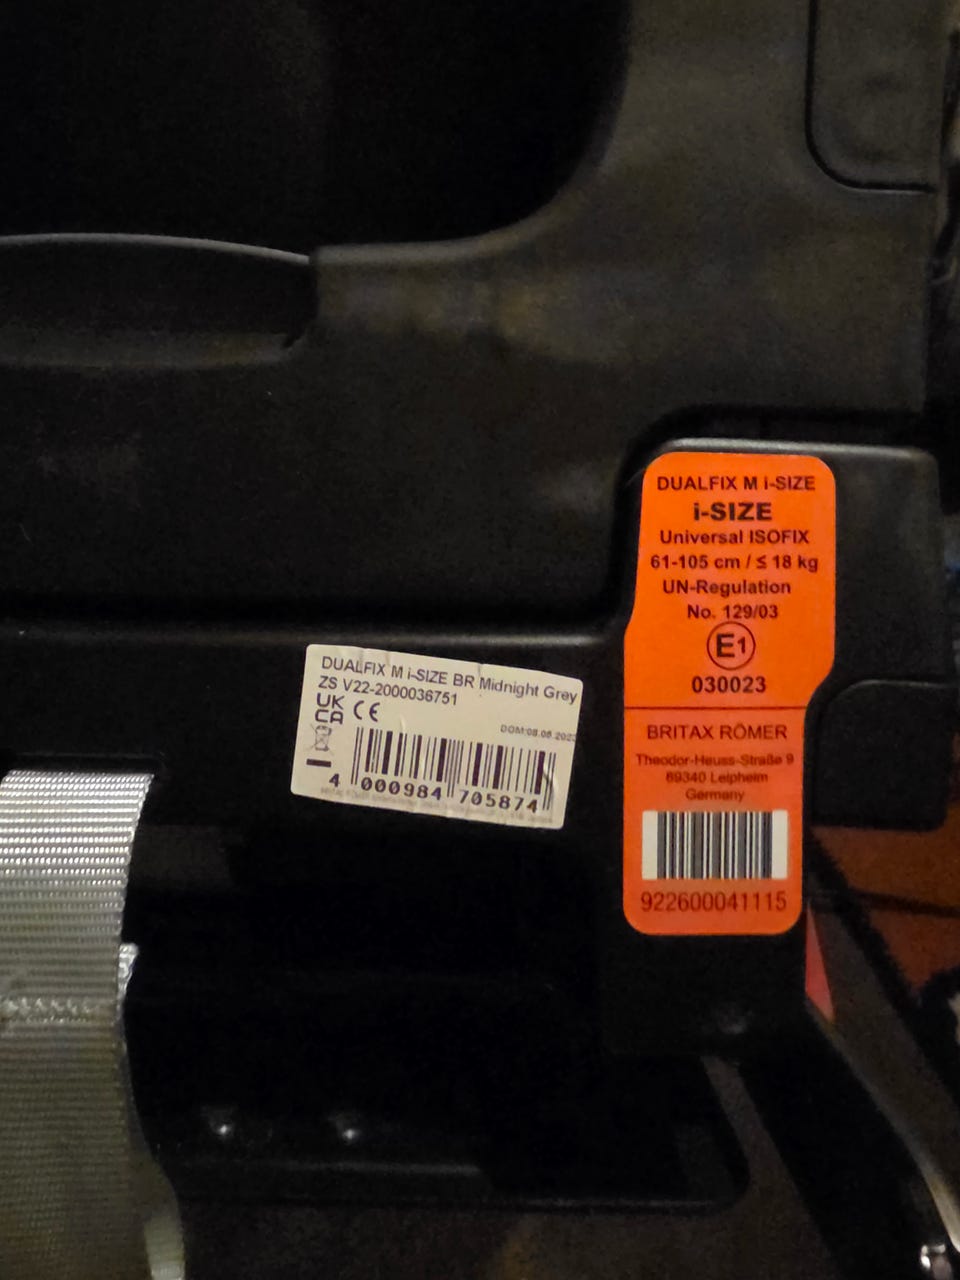 DUALFIX M i-SIZE
i-SIZE
Universal ISOFIX
61-105 cm / ≤ 18 kg
UN-Regulation
No. 129/03
E1
030023
BRITAX RÖMER
Theodor-Heuss-Straße 9
89340 Leipheim
Germany
922600041115
DUALFIX M i-SIZE BR Midnight Grey
ZS V22-2000036751
UK
CA CE
4 000984 705874